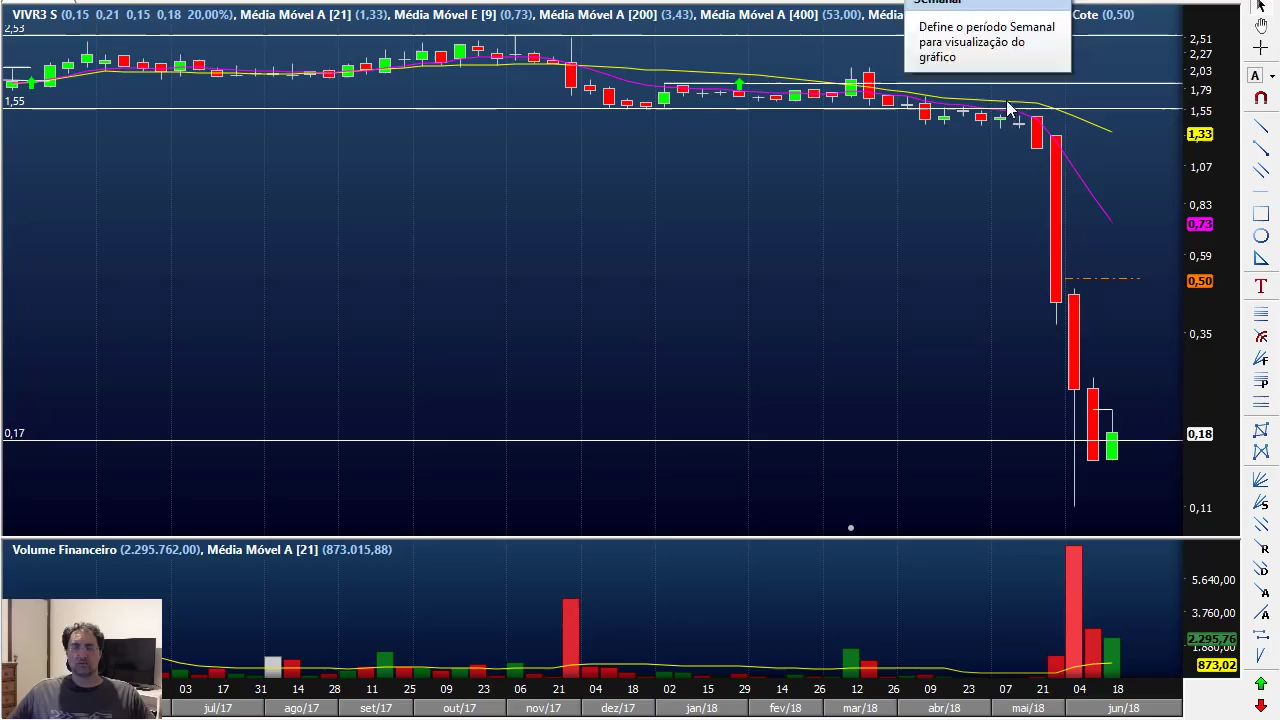 VIVR3 S (0,15 0,21 0,15 0,18 20,00%), Média Móvel A [21] (1,33), Média Móvel E [9] (0,73), Média Móvel A [200] (3,43), Média Móvel A [400] (53,00), Média
Cote (0,50)
Semanal
Define o período Semanal
para visualização do
gráfico
2,53
1,55
0,17
2,51
2,27
2,03
1,79
1,55
1,33
1,07
0,83
0,73
0,59
0,50
0,35
0,18
0,11
A
T
F
P
F
S
R
D
A
A
Volume Financeiro (2.295.762,00), Média Móvel A [21] (873.015,88)
5.640,00
3.760,00
2.295,76
1.880,00
873,02
03 17 31 14 28 11 25 09 23 06 21 04 18 02 15 29 12 26 12 26 09 23 07 21 04 18
jul/17 ago/17 set/17 out/17 nov/17 dez/17 jan/18 fev/18 mar/18 abr/18 mai/18 jun/18